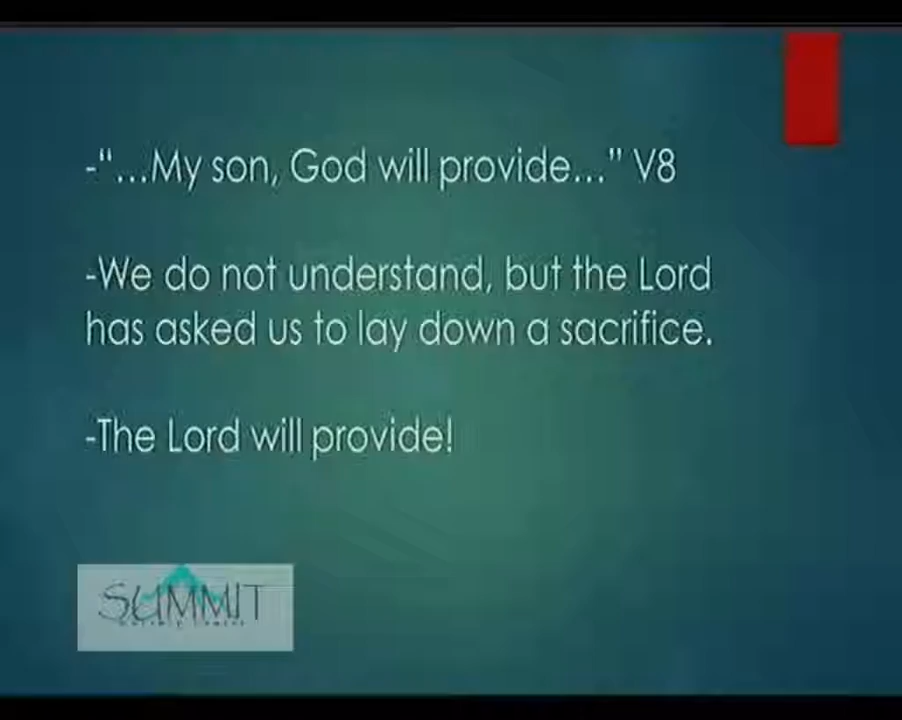 -“...My son, God will provide...” V8
-We do not understand, but the Lord
has asked us to lay down a sacrifice.
-The Lord will provide!
SUMMIT